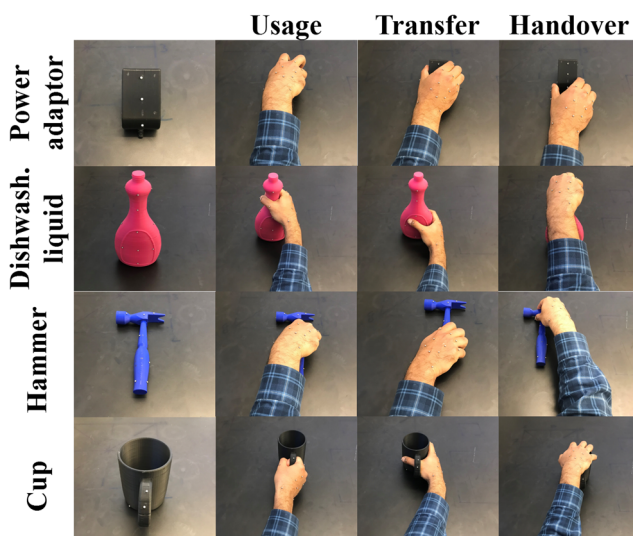 Usage Transfer Handover
Power
adaptor
Dishwash.
liquid
Hammer
Cup